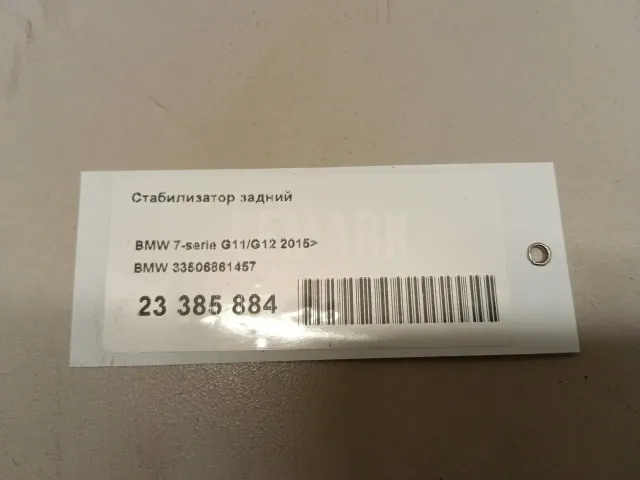 Стабилизатор задний
BMW 7-serie G11/G12 2015>
BMW 33506861457
23 385 884